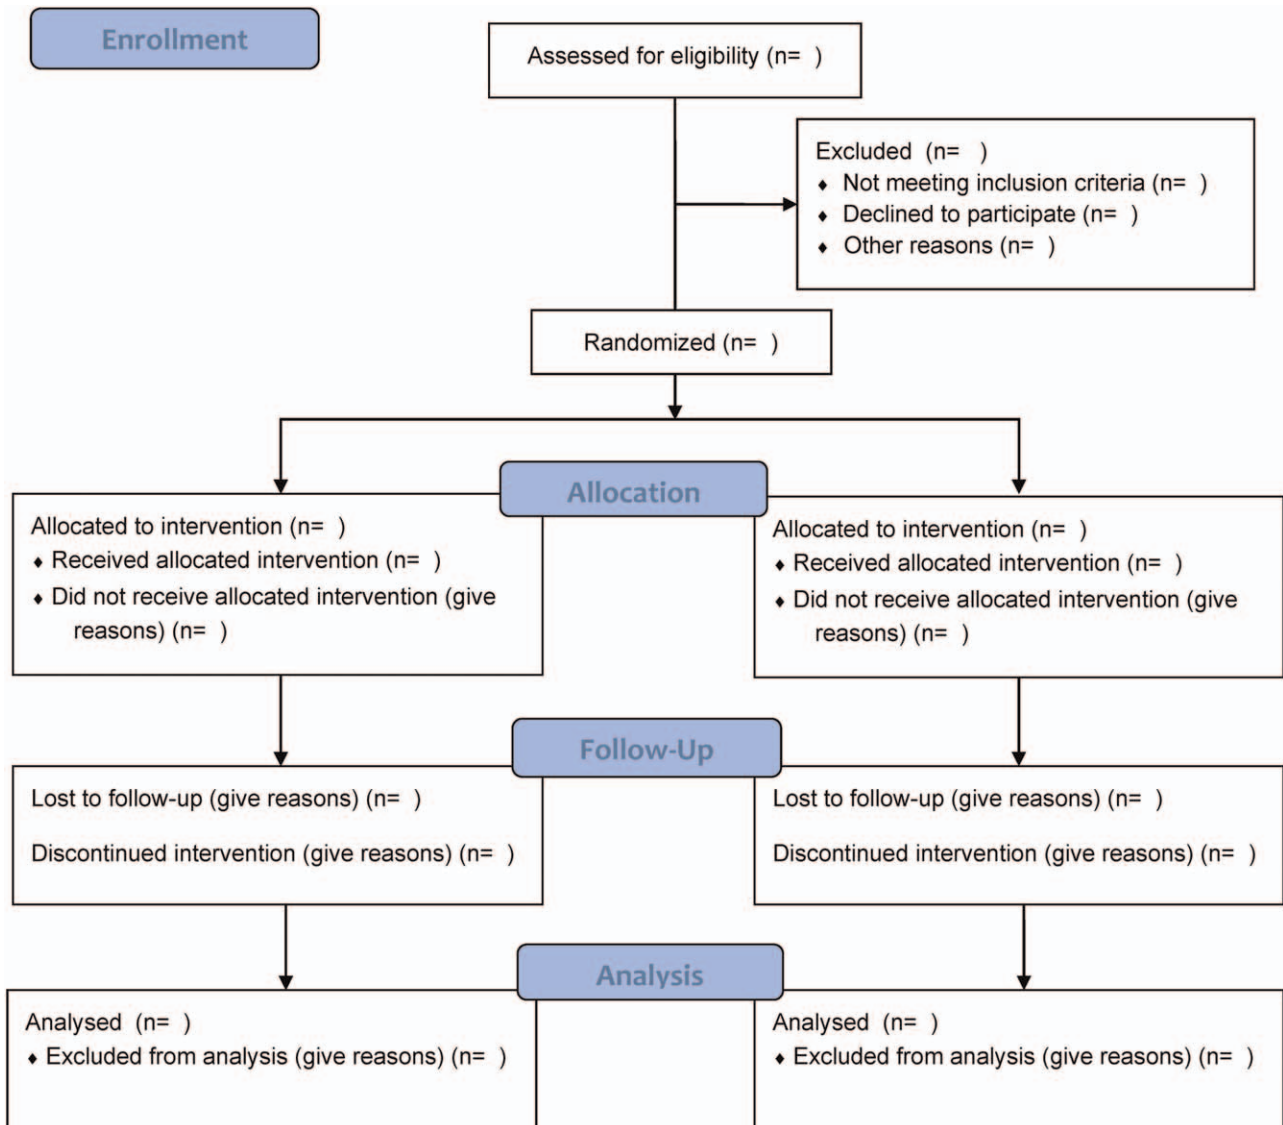 Enrollment
Assessed for eligibility (n=  )
Excluded  (n=  )
♦ Not meeting inclusion criteria (n=  )
♦ Declined to participate (n=  )
♦ Other reasons (n=  )
Randomized (n=  )
Allocation
Allocated to intervention (n=  )
♦ Received allocated intervention (n=  )
♦ Did not receive allocated intervention (give
reasons) (n=  )
Allocated to intervention (n=  )
♦ Received allocated intervention (n=  )
♦ Did not receive allocated intervention (give
reasons) (n=  )
Follow-Up
Lost to follow-up (give reasons) (n=  )
Discontinued intervention (give reasons) (n=  )
Lost to follow-up (give reasons) (n=  )
Discontinued intervention (give reasons) (n=  )
Analysis
Analysed  (n=  )
♦ Excluded from analysis (give reasons) (n=  )
Analysed  (n=  )
♦ Excluded from analysis (give reasons) (n=  )